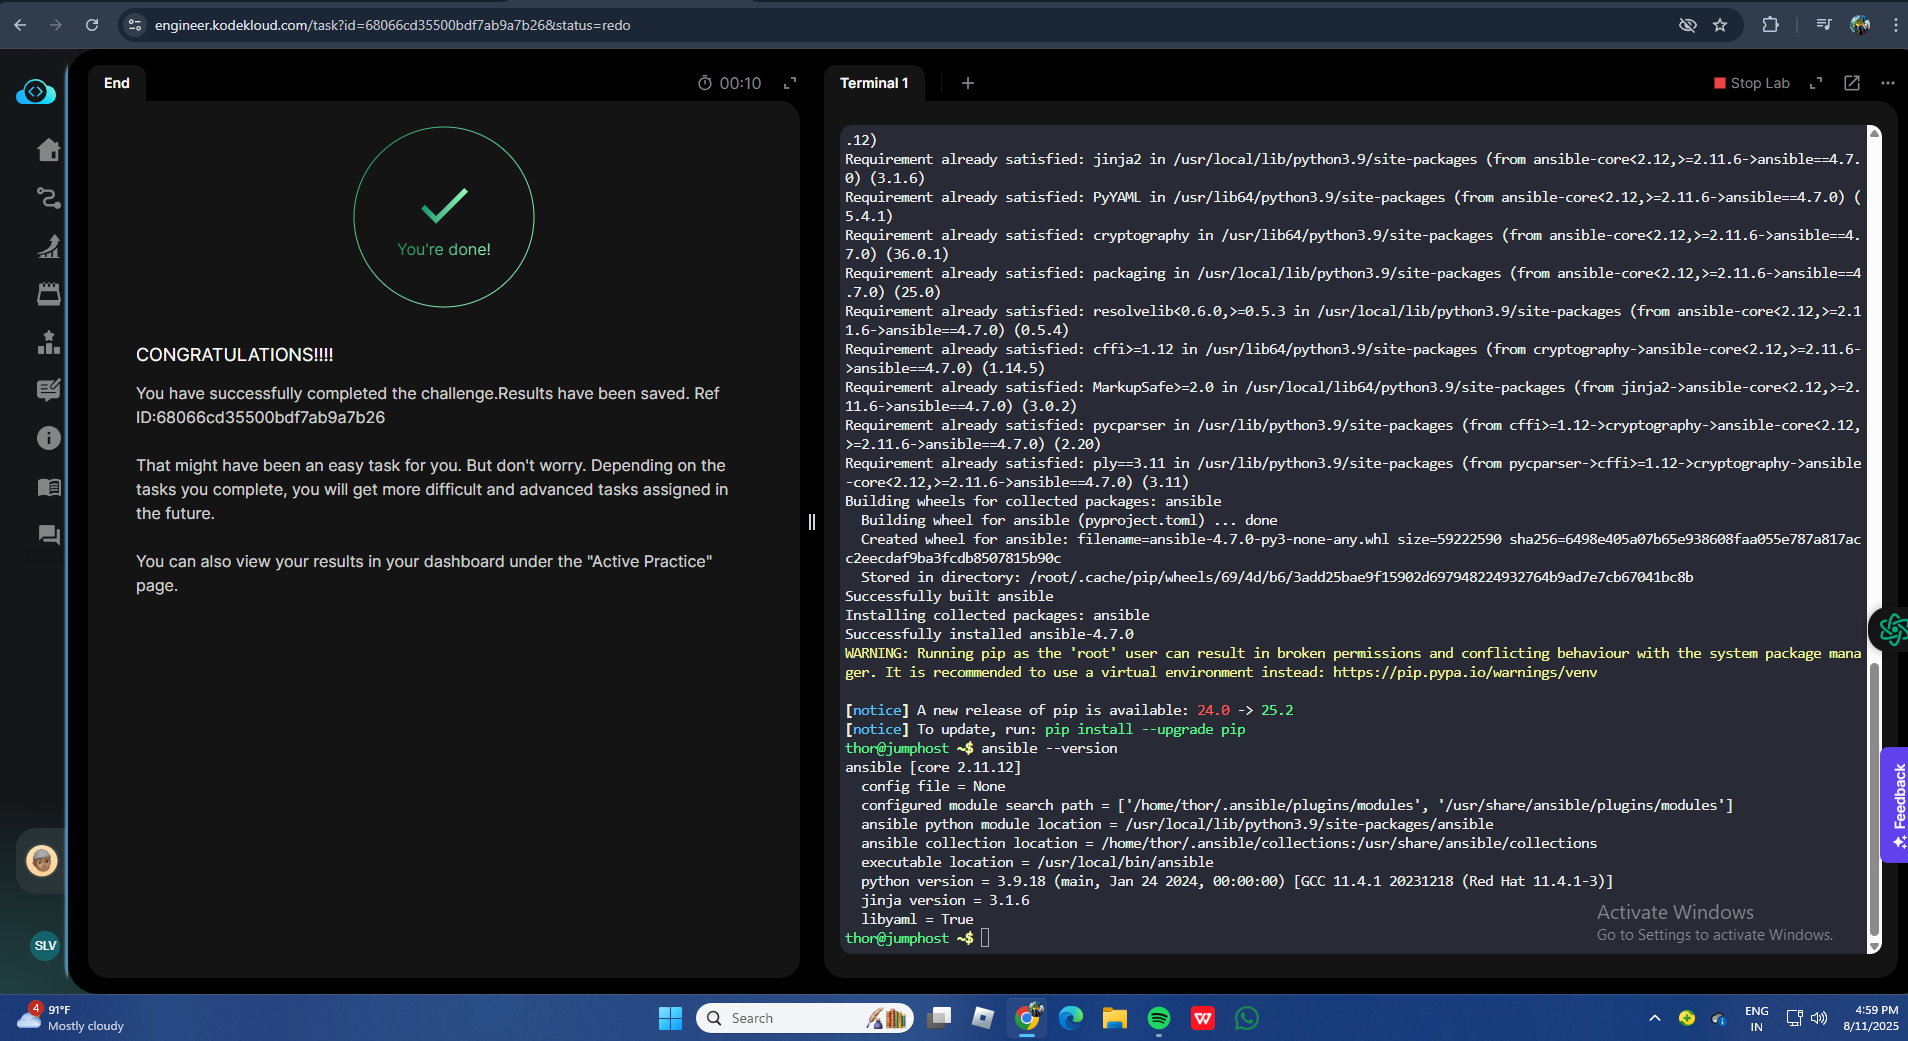 engineer.kodekloud.com/task?id=68066cd35500bdf7ab9a7b26&status=redo
End
00:10
You're done!
CONGRATULATIONS!!!!
You have successfully completed the challenge.Results have been saved. Ref
ID:68066cd35500bdf7ab9a7b26
That might have been an easy task for you. But don't worry. Depending on the
tasks you complete, you will get more difficult and advanced tasks assigned in
the future.
You can also view your results in your dashboard under the "Active Practice"
page.
SLV
Terminal 1
+
Stop Lab
.12)
Requirement already satisfied: jinja2 in /usr/local/lib/python3.9/site-packages (from ansible-core<2.12,>=2.11.6->ansible==4.7.
0) (3.1.6)
Requirement already satisfied: PyYAML in /usr/lib64/python3.9/site-packages (from ansible-core<2.12,>=2.11.6->ansible==4.7.0) (
5.4.1)
Requirement already satisfied: cryptography in /usr/lib64/python3.9/site-packages (from ansible-core<2.12,>=2.11.6->ansible==4.
7.0) (36.0.1)
Requirement already satisfied: packaging in /usr/local/lib/python3.9/site-packages (from ansible-core<2.12,>=2.11.6->ansible==4
.7.0) (25.0)
Requirement already satisfied: resolvelib<0.6.0,>=0.5.3 in /usr/local/lib/python3.9/site-packages (from ansible-core<2.12,>=2.1
1.6->ansible==4.7.0) (0.5.4)
Requirement already satisfied: cffi>=1.12 in /usr/lib64/python3.9/site-packages (from cryptography->ansible-core<2.12,>=2.11.6-
>ansible==4.7.0) (1.14.5)
Requirement already satisfied: MarkupSafe>=2.0 in /usr/local/lib64/python3.9/site-packages (from jinja2->ansible-core<2.12,>=2.
11.6->ansible==4.7.0) (3.0.2)
Requirement already satisfied: pycparser in /usr/lib/python3.9/site-packages (from cffi>=1.12->cryptography->ansible-core<2.12,
>=2.11.6->ansible==4.7.0) (2.20)
Requirement already satisfied: ply==3.11 in /usr/lib/python3.9/site-packages (from pycparser->cffi>=1.12->cryptography->ansible
-core<2.12,>=2.11.6->ansible==4.7.0) (3.11)
Building wheels for collected packages: ansible
  Building wheel for ansible (pyproject.toml) ... done
  Created wheel for ansible: filename=ansible-4.7.0-py3-none-any.whl size=59222590 sha256=6498e405a07b65e938608faa055e787a817ac
c2eecdaf9ba3fcdb8507815b90c
  Stored in directory: /root/.cache/pip/wheels/69/4d/b6/3add25bae9f15902d697948224932764b9ad7e7cb67041bc8b
Successfully built ansible
Installing collected packages: ansible
Successfully installed ansible-4.7.0
WARNING: Running pip as the 'root' user can result in broken permissions and conflicting behaviour with the system package mana
ger. It is recommended to use a virtual environment instead: https://pip.pypa.io/warnings/venv
[notice] A new release of pip is available: 24.0 -> 25.2
[notice] To update, run: pip install --upgrade pip
thor@jumphost ~$ ansible --version
ansible [core 2.11.12]
  config file = None
  configured module search path = ['/home/thor/.ansible/plugins/modules', '/usr/share/ansible/plugins/modules']
  ansible python module location = /usr/local/lib/python3.9/site-packages/ansible
  ansible collection location = /home/thor/.ansible/collections:/usr/share/ansible/collections
  executable location = /usr/local/bin/ansible
  python version = 3.9.18 (main, Jan 24 2024, 00:00:00) [GCC 11.4.1 20231218 (Red Hat 11.4.1-3)]
  jinja version = 3.1.6
  libyaml = True
thor@jumphost ~$
Activate Windows
Go to Settings to activate Windows.
Feedback
4
91°F
Mostly cloudy
Search
ENG
IN
4:59 PM
8/11/2025